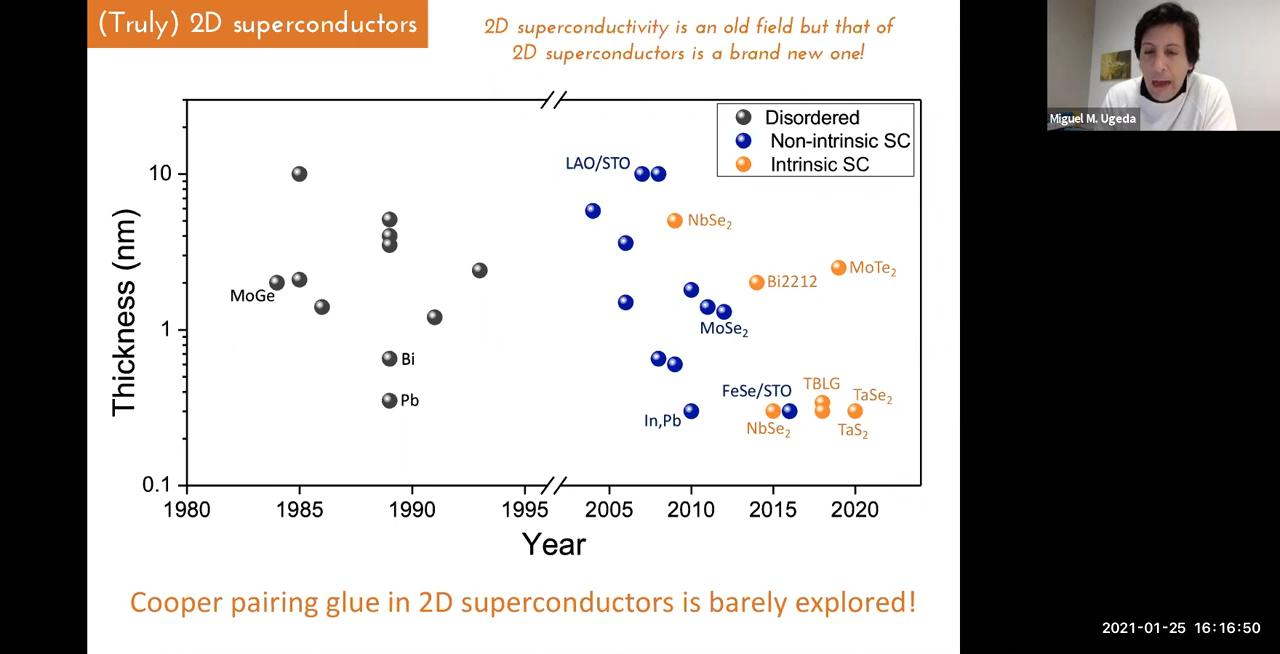 (Truly) 2D superconductors
2D superconductivity is an old field but that of
2D superconductors is a brand new one!
Miguel M. Ugeda
Disordered
Non-intrinsic SC
Intrinsic SC
LAO/STO
NbSe₂
MoTe₂
Bi2212
MoGe
MoSe₂
Bi
Pb
FeSe/STO
TBLG
TaSe₂
In,Pb
NbSe₂
TaS₂
Thickness (nm)
10
1
0.1
1980 1985 1990 1995 2005 2010 2015 2020
Year
Cooper pairing glue in 2D superconductors is barely explored!
2021-01-25 16:16:50